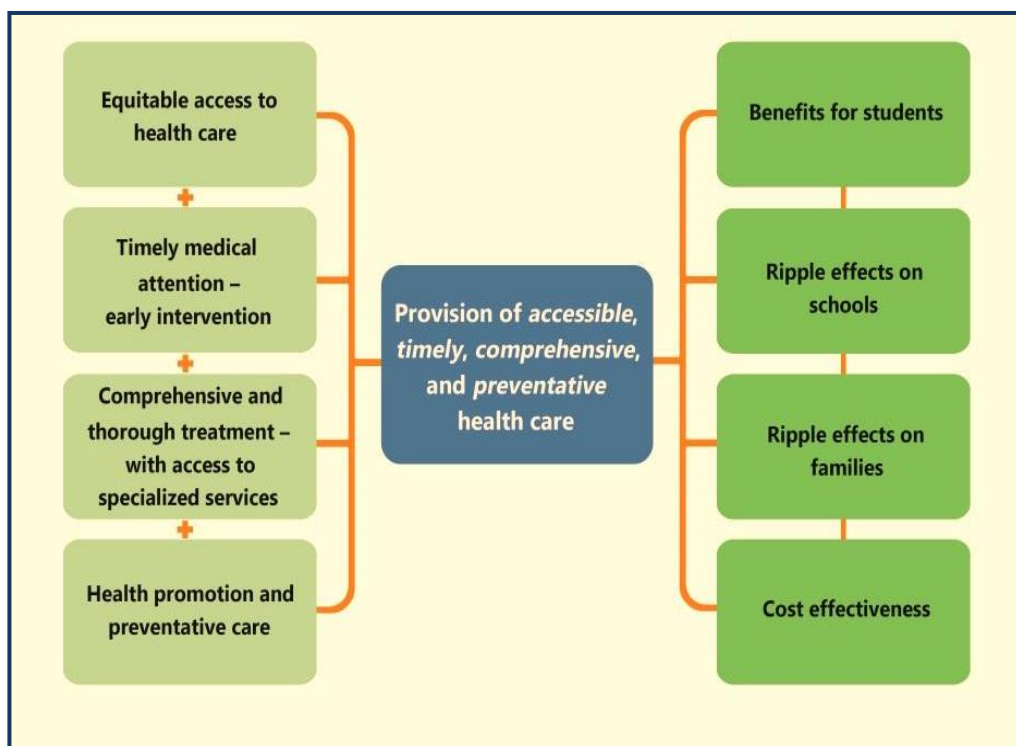 Equitable access to
health care
+
Timely medical
attention –
early intervention
+
Comprehensive and
thorough treatment –
with access to
specialized services
+
Health promotion and
preventative care
Provision of accessible,
timely, comprehensive,
and preventative
health care
Benefits for students
Ripple effects on
schools
Ripple effects on
families
Cost effectiveness